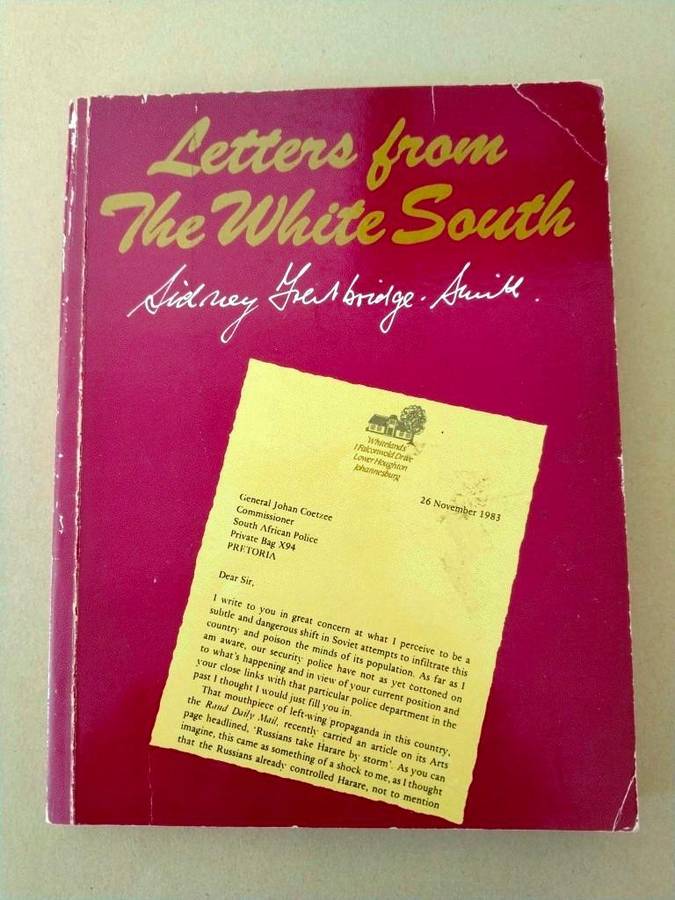 Letters from
The White South
Sidney Frewbridge-Smith.
'Whitelands'
1 Falconwold Drive
Lower Houghton
Johannesburg
26 November 1983
General Johan Coetzee
Commissioner
South African Police
Private Bag X94
PRETORIA
Dear Sir,
I write to you in great concern at what I perceive to be a
subtle and dangerous shift in Soviet attempts to infiltrate this
country and poison the minds of its population. As far as I
am aware, our security police have not as yet cottoned on
to what's happening and in view of your current position and
your close links with that particular police department in the
past I thought I would just fill you in.
That mouthpiece of left-wing propaganda in this country,
the Rand Daily Mail, recently carried an article on its Arts
page headlined, 'Russians take Harare by storm'. As you can
imagine, this came as something of a shock to me, as I thought
that the Russians already controlled Harare, not to mention